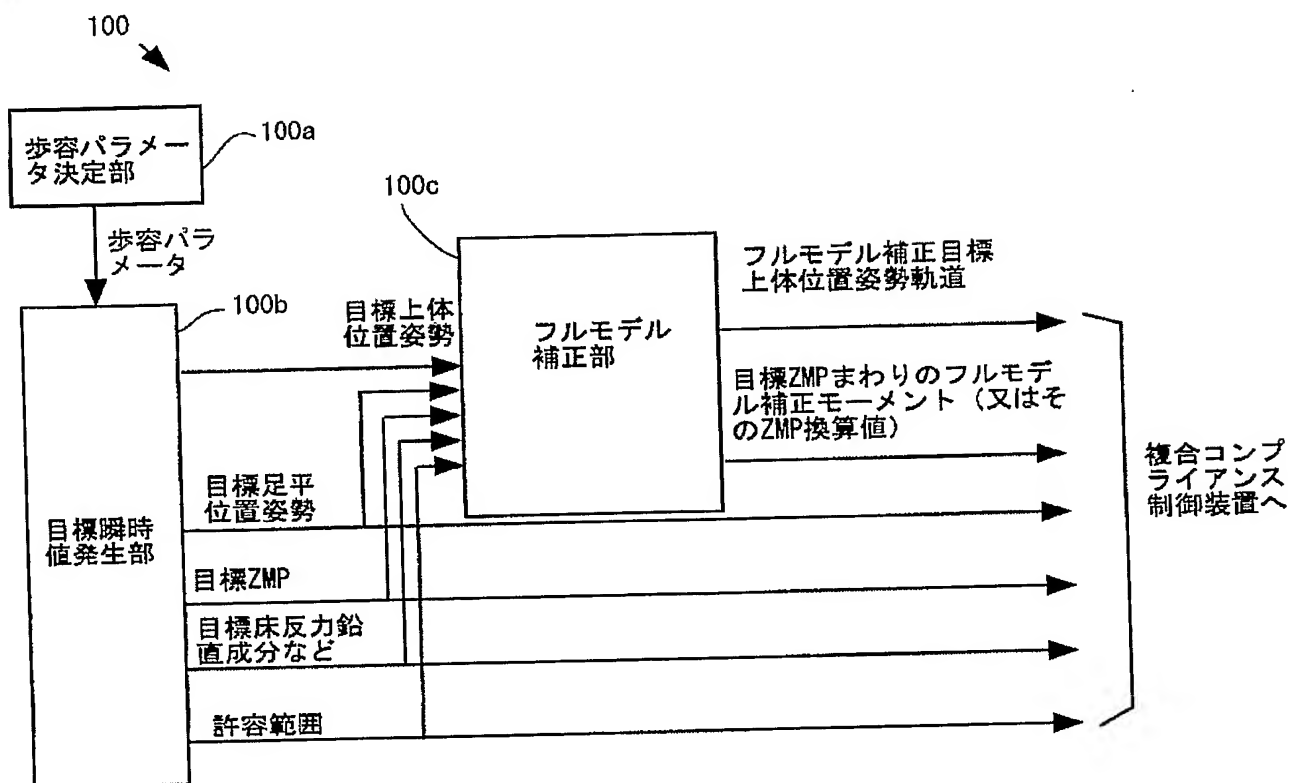 100
歩容パラメー
タ決定部
100a
歩容パラ
メータ
100b
100c
目標上体
位置姿勢
フルモデル
補正部
フルモデル補正目標
上体位置姿勢軌道
目標ZMPまわりのフルモデ
ル補正モーメント（又はそ
のZMP換算値）
目標瞬時
値発生部
目標足平
位置姿勢
目標ZMP
目標床反力鉛
直成分など
許容範囲
複合コンプ
ライアンス
制御装置へ